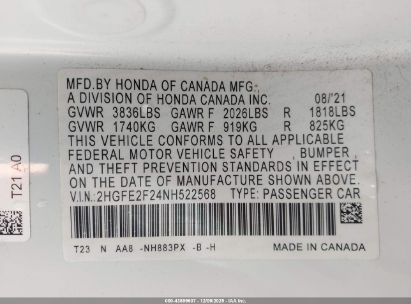 MFD.BY HONDA OF CANADA MFG.,
A DIVISION OF HONDA CANADA INC. 08/'21
GVWR 3836LBS GAWR F 2026LBS R 1818LBS
GVWR 1740KG GAWR F 919KG R 825KG
THIS VEHICLE CONFORMS TO ALL APPLICABLE
FEDERAL MOTOR VEHICLE SAFETY , BUMPER ,
AND THEFT PREVENTION STANDARDS IN EFFECT
ON THE DATE OF MANUFACTURE SHOWN ABOVE.
V.I.N.:2HGFE2F24NH522568 TYPE: PASSENGER CAR
T23 N AA8 -NH883PX -B -H MADE IN CANADA
T21 A0